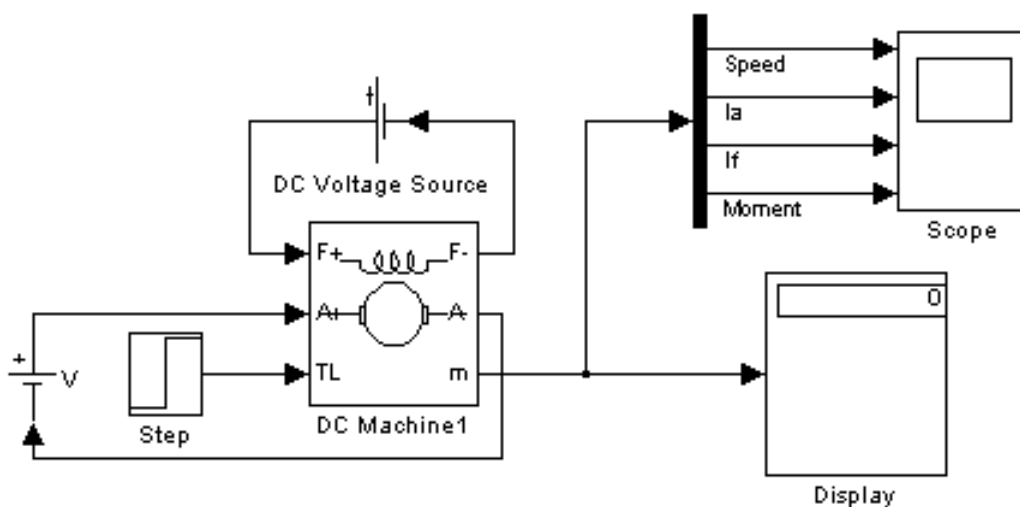 Speed
Ia
If
Moment
Scope
+
DC Voltage Source
F+ F-
A+ A-
TL m
DC Machine1
+
V
Step
0
Display